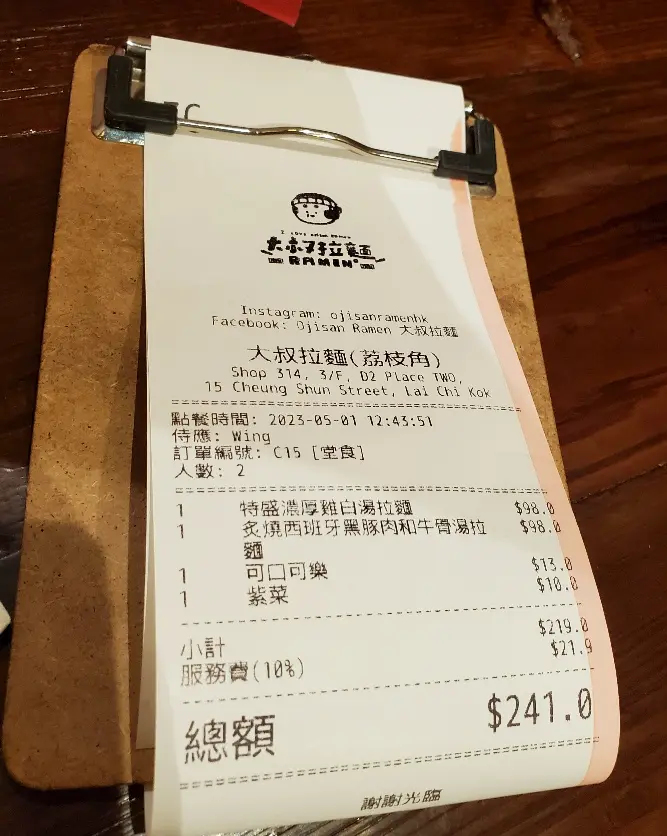 I LOVE OJISAN RAMEN
大叔拉麵
RAMEN
Instagram: ojisanramenhk
Facebook: Ojisan Ramen 大叔拉麵
大叔拉麵(荔枝角)
Shop 314, 3/F, D2 Place TWO,
15 Cheung Shun Street, Lai Chi Kok
點餐時間: 2023-05-01 12:43:51
侍應: Wing
訂單編號: C15 [堂食]
人數: 2
1 特盛濃厚雞白湯拉麵 $98.0
1 炙燒西班牙黑豚肉和牛骨湯拉 $98.0
麵
1 可口可樂 $13.0
1 紫菜 $10.0
小計 $219.0
服務費(10%) $21.9
總額 $241.0
謝謝光臨